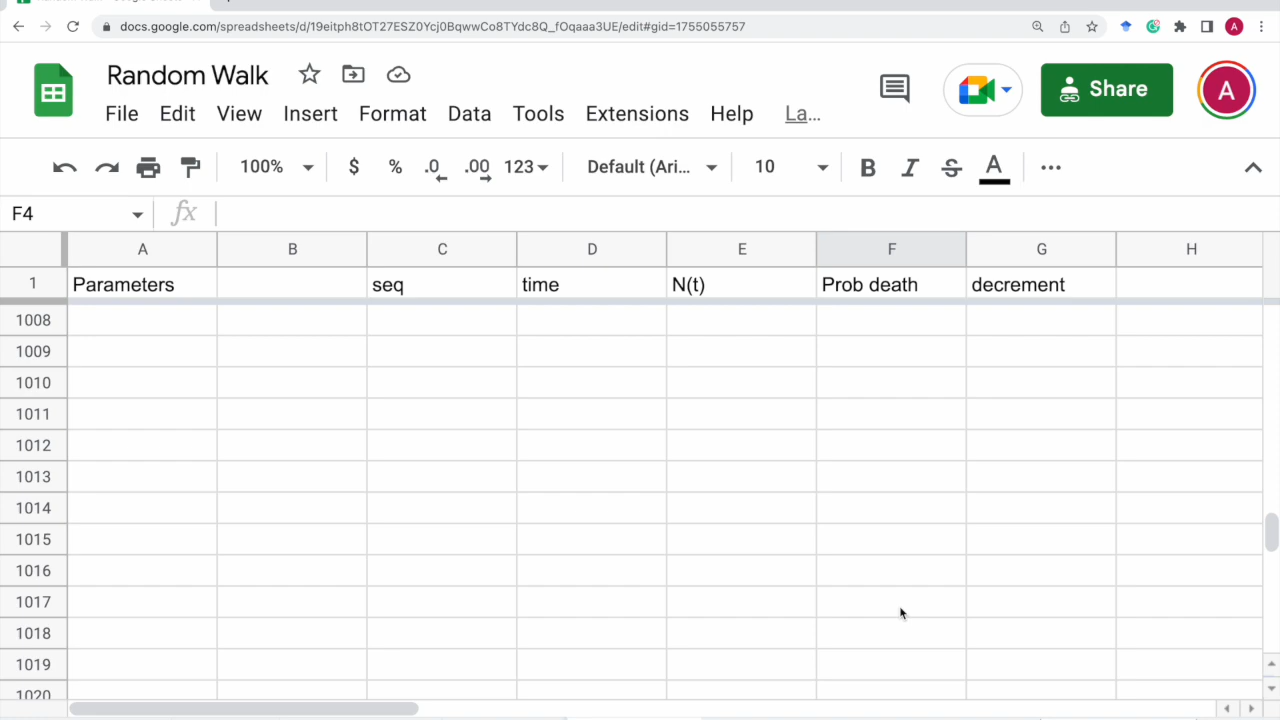 docs.google.com/spreadsheets/d/19eitph8tOT27ESZ0Ycj0BqwwCo8TYdc8Q_fOqaaa3UE/edit#gid=1755055757
A
Random Walk
File Edit View Insert Format Data Tools Extensions Help La...
Share
A
100% $ % .0 .00 123 Default (Ari... 10 B I S A
F4 fx
A B C D E F G H
1 Parameters seq time N(t) Prob death decrement
1008
1009
1010
1011
1012
1013
1014
1015
1016
1017
1018
1019
1020